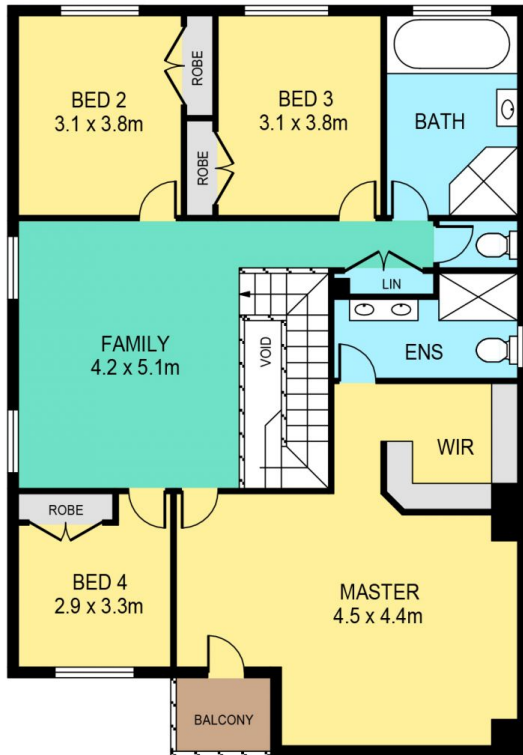 BED 2
3.1 x 3.8m
ROBE
ROBE
BED 3
3.1 x 3.8m
BATH
LIN
FAMILY
4.2 x 5.1m
VOID
ENS
WIR
ROBE
BED 4
2.9 x 3.3m
MASTER
4.5 x 4.4m
BALCONY